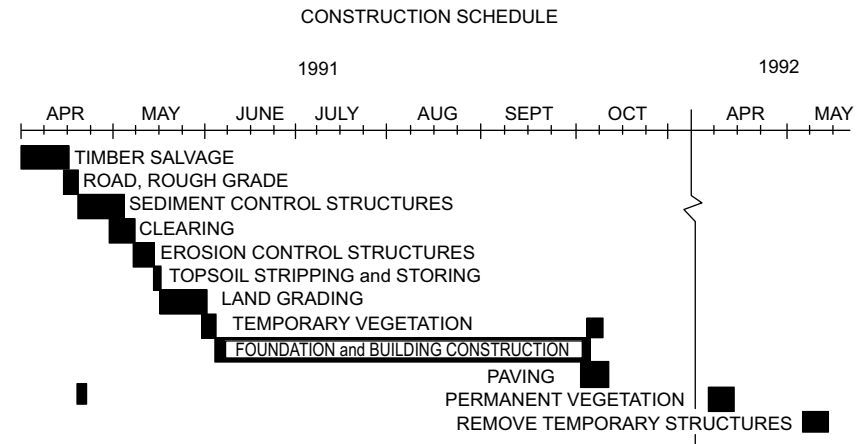 CONSTRUCTION SCHEDULE
1991
1992
APR MAY JUNE JULY AUG SEPT OCT APR MAY
TIMBER SALVAGE
ROAD, ROUGH GRADE
SEDIMENT CONTROL STRUCTURES
CLEARING
EROSION CONTROL STRUCTURES
TOPSOIL STRIPPING and STORING
LAND GRADING
TEMPORARY VEGETATION
FOUNDATION and BUILDING CONSTRUCTION
PAVING
PERMANENT VEGETATION
REMOVE TEMPORARY STRUCTURES